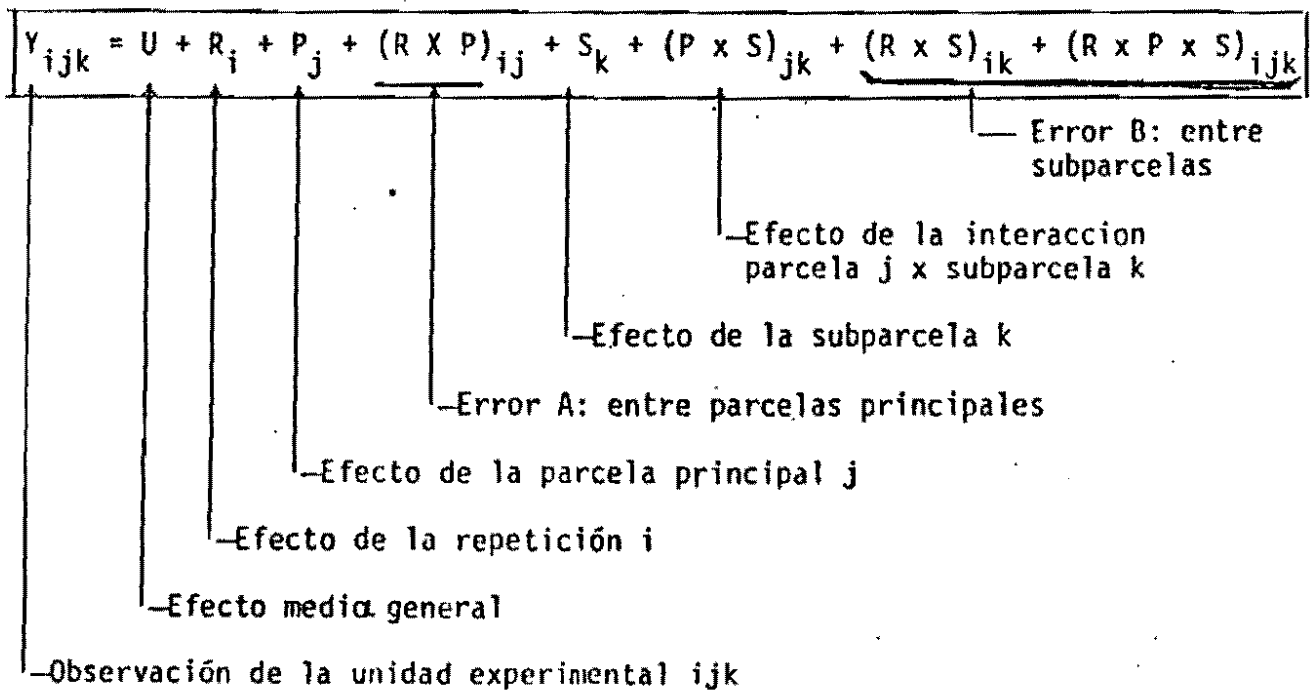 Y_ijk = U + R_i + P_j + (R X P)_ij + S_k + (P x S)_jk + (R x S)_ik + (R x P x S)_ijk
Error B: entre
subparcelas
Efecto de la interaccion
parcela j x subparcela k
Efecto de la subparcela k
Error A: entre parcelas principales
Efecto de la parcela principal j
Efecto de la repetición i
Efecto media general
Observación de la unidad experimental ijk